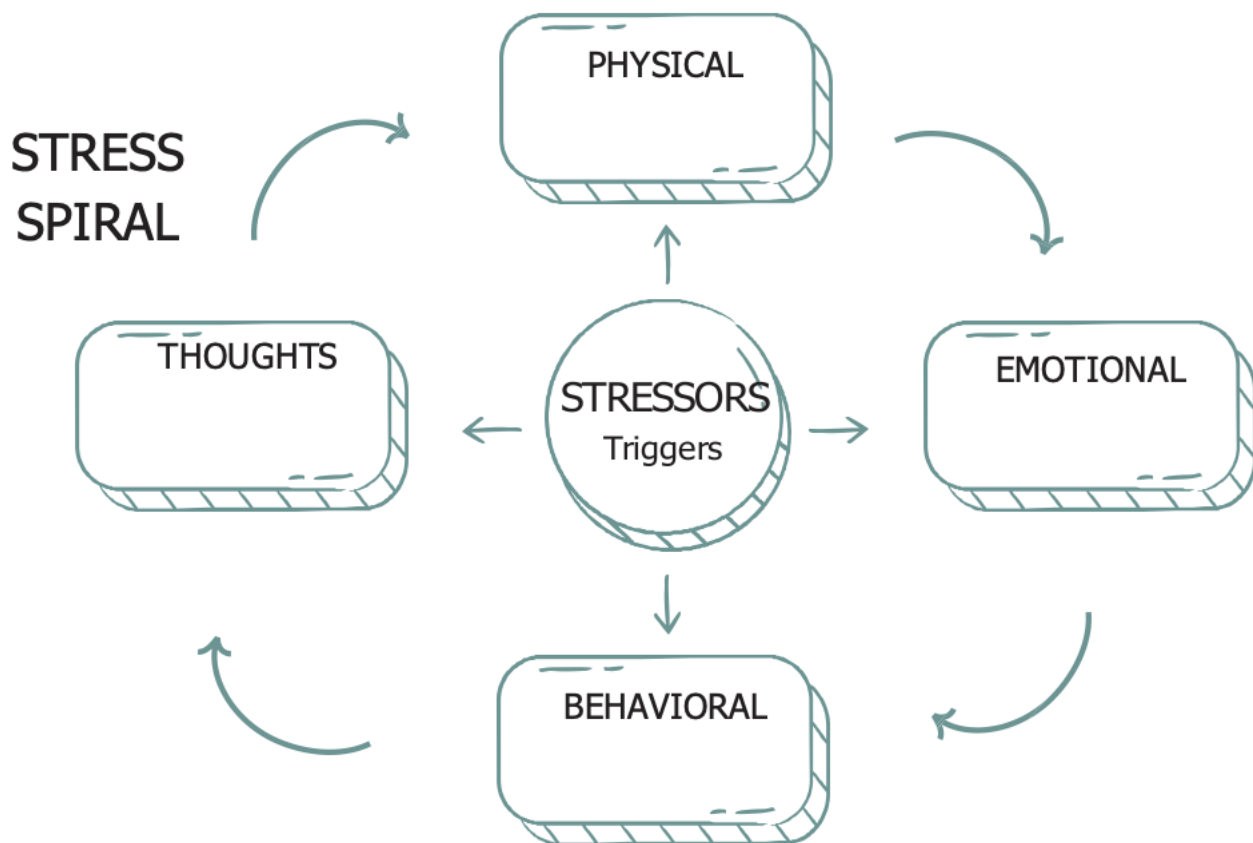 STRESS
SPIRAL
PHYSICAL
THOUGHTS
STRESSORS
Triggers
EMOTIONAL
BEHAVIORAL